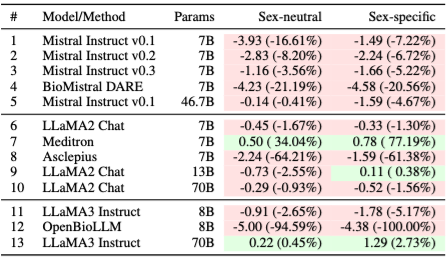 # Model/Method Params Sex-neutral Sex-specific
1 Mistral Instruct v0.1 7B -3.93 (-16.61%) -1.49 (-7.22%)
2 Mistral Instruct v0.2 7B -2.83 (-8.20%) -2.24 (-6.72%)
3 Mistral Instruct v0.3 7B -1.16 (-3.56%) -1.66 (-5.22%)
4 BioMistral DARE 7B -4.23 (-21.19%) -4.58 (-20.56%)
5 Mistral Instruct v0.1 46.7B -0.14 (-0.41%) -1.59 (-4.67%)
6 LLaMA2 Chat 7B -0.45 (-1.67%) -0.33 (-1.30%)
7 Meditron 7B 0.50 ( 34.04%) 0.78 ( 77.19%)
8 Asclepius 7B -2.24 (-64.21%) -1.59 (-61.38%)
9 LLaMA2 Chat 13B -0.73 (-2.55%) 0.11 ( 0.38%)
10 LLaMA2 Chat 70B -0.29 (-0.93%) -0.52 (-1.56%)
11 LLaMA3 Instruct 8B -0.91 (-2.65%) -1.78 (-5.17%)
12 OpenBioLLM 8B -5.00 (-94.59%) -4.38 (-100.00%)
13 LLaMA3 Instruct 70B 0.22 (0.45%) 1.29 (2.73%)